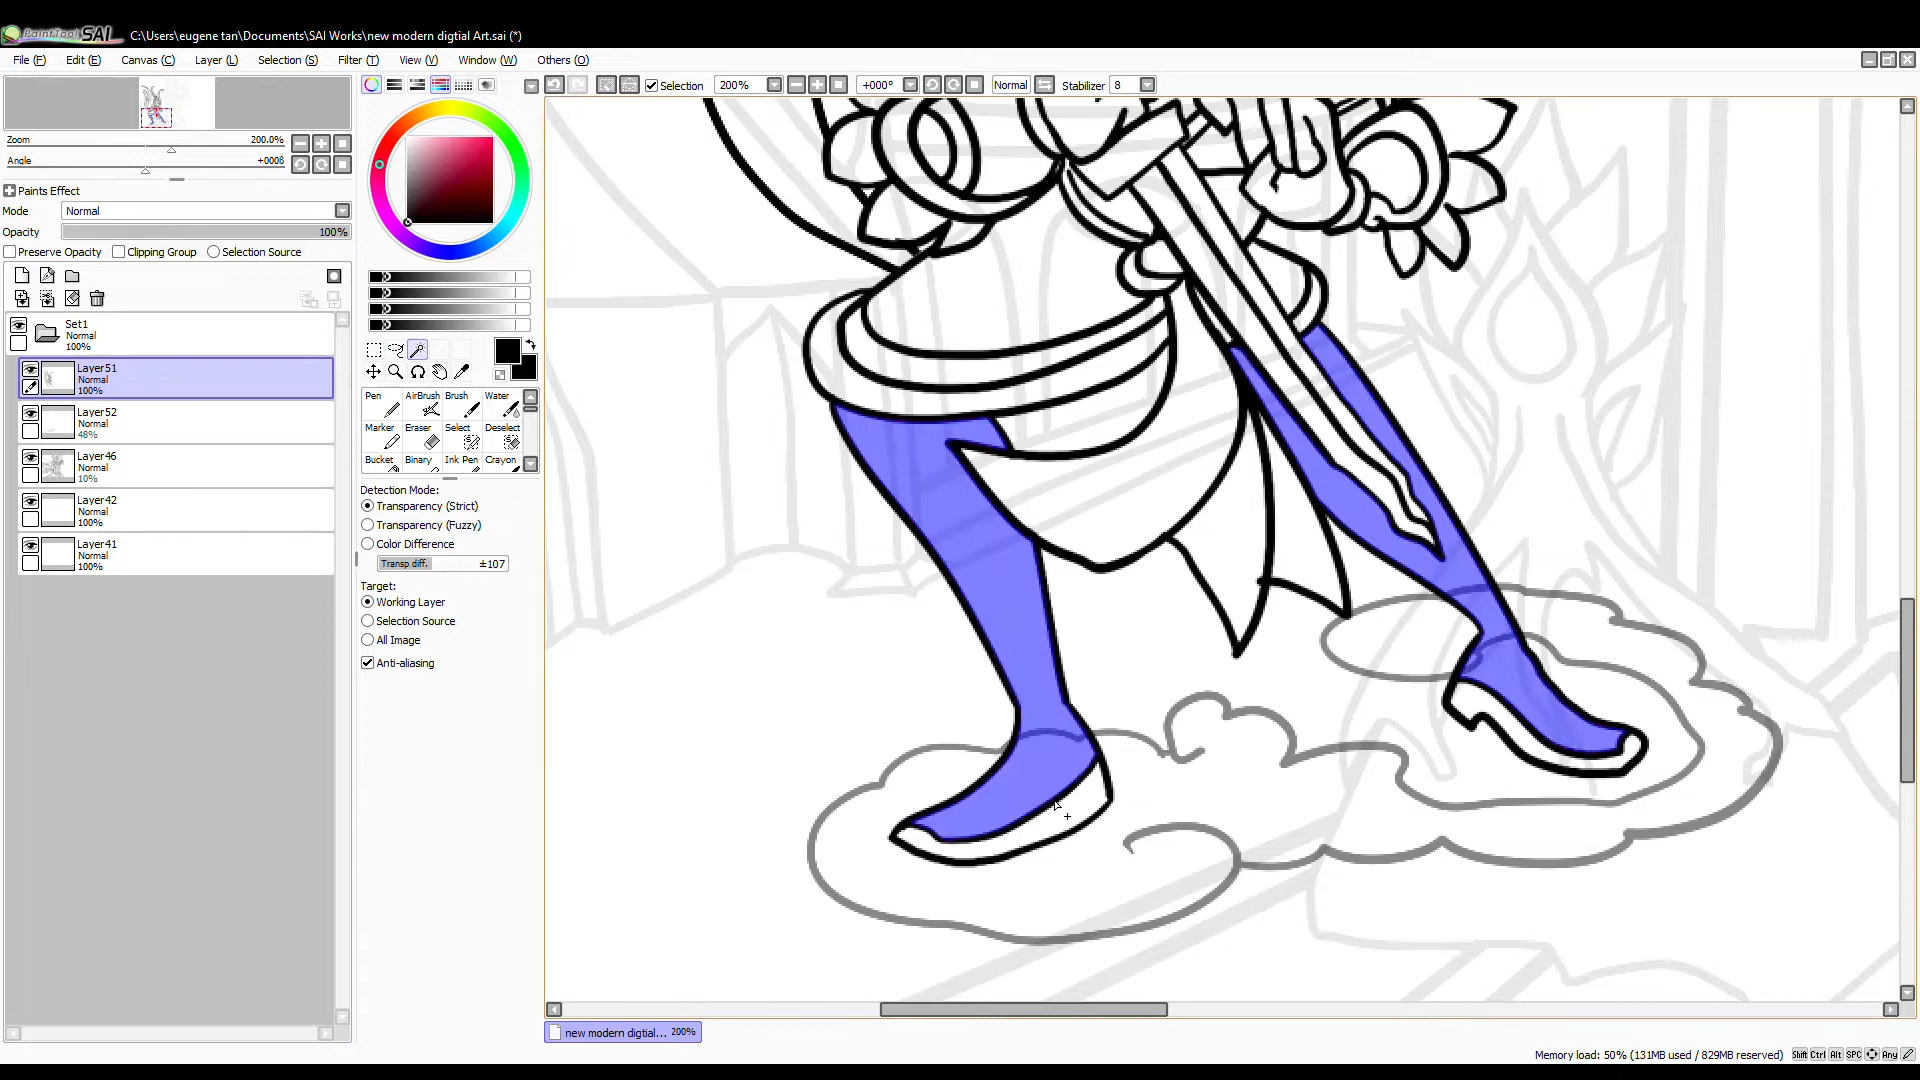 PaintTool SAI C:\Users\eugene tan\Documents\SAI Works\new modern digtial Art.sai (*)
File (F) Edit (E) Canvas (C) Layer (L) Selection (S) Filter (T) View (V) Window (W) Others (O)
Selection 200% +000° Normal Stabilizer 8
Zoom 200.0%
Angle +000ß
Paints Effect
Mode Normal
Opacity 100%
Preserve Opacity Clipping Group Selection Source
Set1
Normal
100%
Layer51
Normal
100%
Layer52
Normal
48%
Layer46
Normal
10%
Layer42
Normal
100%
Layer41
Normal
100%
Pen AirBrush Brush Water
Marker Eraser Select Deselect
Bucket Binary Ink Pen Crayon
Detection Mode:
Transparency (Strict)
Transparency (Fuzzy)
Color Difference
Transp diff. ±107
Target:
Working Layer
Selection Source
All Image
Anti-aliasing
new modern digtial... 200%
Memory load: 50% (131MB used / 829MB reserved) Shift Ctrl Alt SPC Any